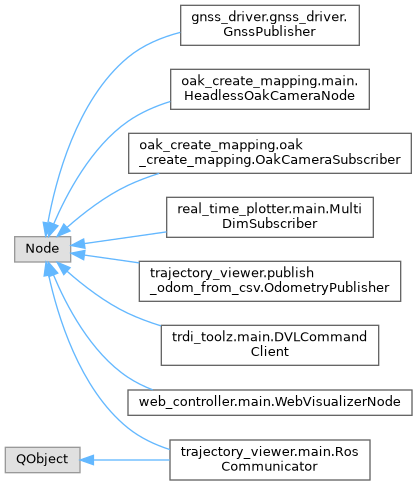 gnss_driver.gnss_driver.
GnssPublisher
oak_create_mapping.main.
HeadlessOakCameraNode
oak_create_mapping.oak
_create_mapping.OakCameraSubscriber
real_time_plotter.main.Multi
DimSubscriber
Node
trajectory_viewer.publish
_odom_from_csv.OdometryPublisher
trdi_toolz.main.DVLCommand
Client
web_controller.main.WebVisualizerNode
QObject
trajectory_viewer.main.Ros
Communicator